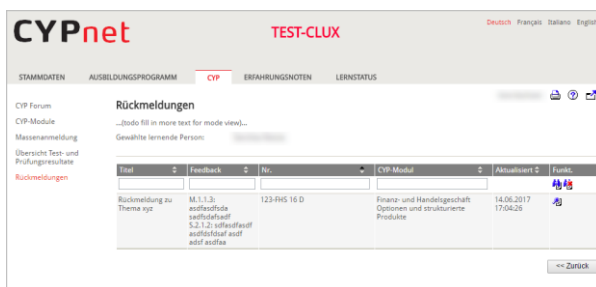 CYPnet
TEST-CLUX
Deutsch Français Italiano English
STAMMDATEN AUSBILDUNGSPROGRAMM CYP ERFAHRUNGSNOTEN LERNSTATUS
CYP Forum
CYP-Module
Massenanmeldung
Übersicht Test- und
Prüfungsresultate
Rückmeldungen
Rückmeldungen
...(todo fill in more text for mode view)...
Gewählte lernende Person:
Titel Feedback Nr. CYP-Modul Aktualisiert Funkt.
Rückmeldung zu
Thema xyz
M.1.1.3:
asdfasdfsda
sadfsdafsadf
S.2.1.2: sdfasdfasdf
asdfdsfdsaf asdf
adsf asdfaa
123-FHS 16 D
Finanz- und Handelsgeschäft
Optionen und strukturierte
Produkte
14.06.2017
17:04:26
<< Zurück